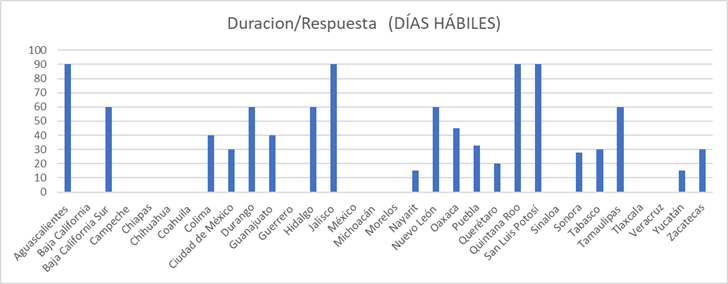 Duracion/Respuesta (DÍAS HÁBILES)
100
90
80
70
60
50
40
30
20
10
0
Aguascalientes
Baja California
Baja California Sur
Campeche
Chiapas
Chihuahua
Coahuila
Colima
Ciudad de México
Durango
Guanajuato
Guerrero
Hidalgo
Jalisco
México
Michoacán
Morelos
Nayarit
Nuevo León
Oaxaca
Puebla
Querétaro
Quintana Roo
San Luis Potosí
Sinaloa
Sonora
Tabasco
Tamaulipas
Tlaxcala
Veracruz
Yucatán
Zacatecas